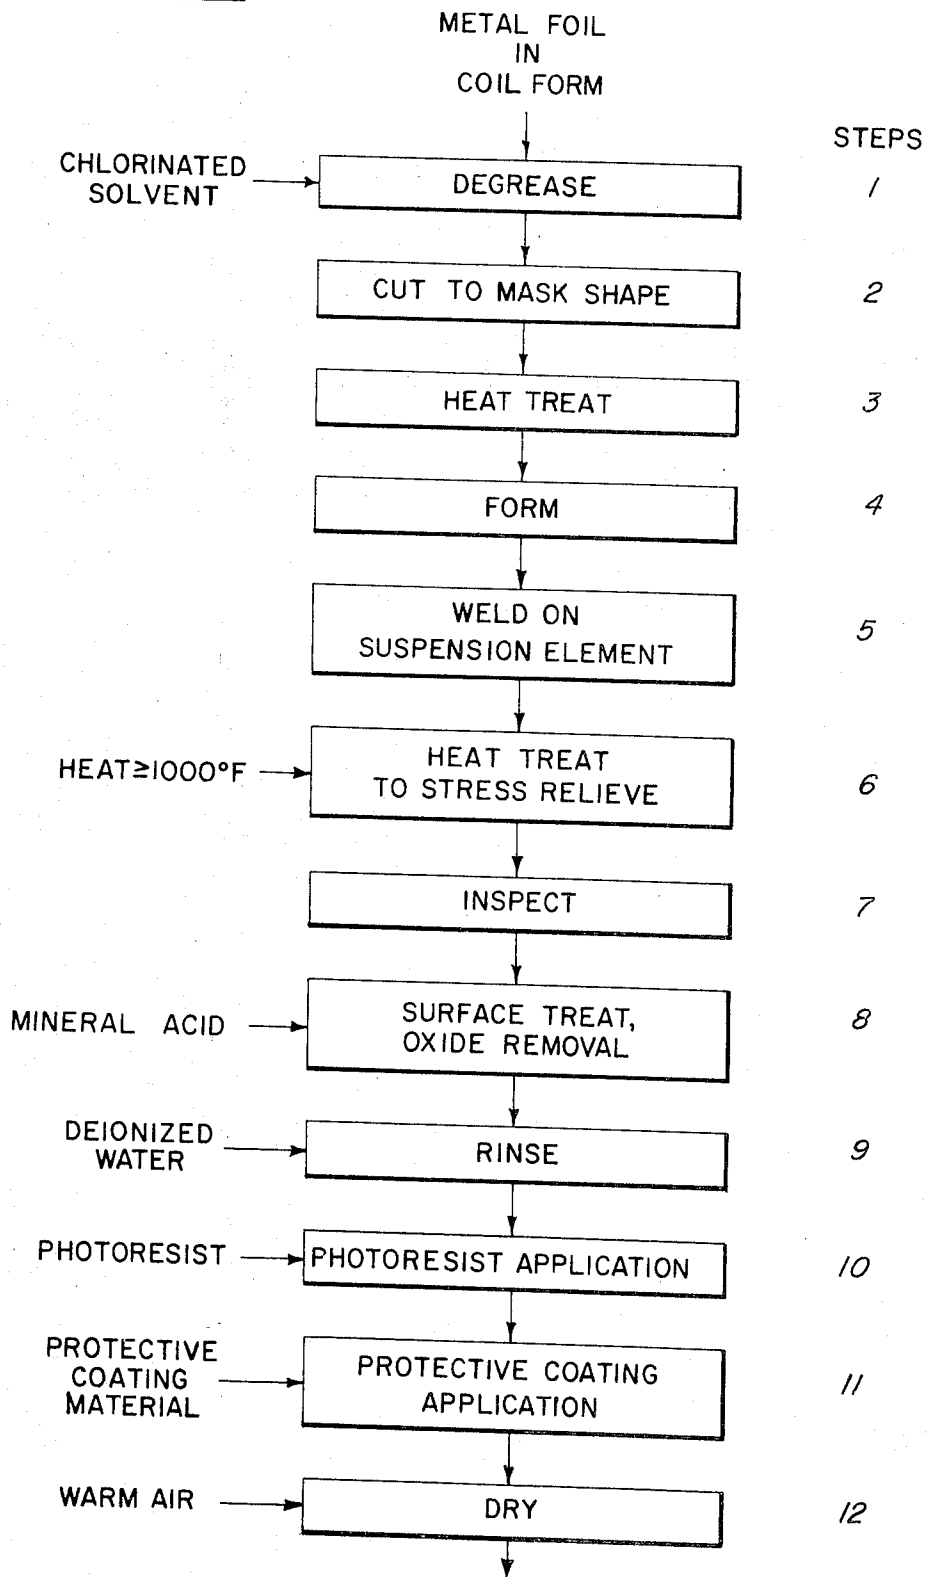 METAL FOIL
IN
COIL FORM
STEPS
CHLORINATED
SOLVENT
DEGREASE
1
CUT TO MASK SHAPE
2
HEAT TREAT
3
FORM
4
WELD ON
SUSPENSION ELEMENT
5
HEAT≥1000°F
HEAT TREAT
TO STRESS RELIEVE
6
INSPECT
7
MINERAL ACID
SURFACE TREAT,
OXIDE REMOVAL
8
DEIONIZED
WATER
RINSE
9
PHOTORESIST
PHOTORESIST APPLICATION
10
PROTECTIVE
COATING
MATERIAL
PROTECTIVE COATING
APPLICATION
11
WARM AIR
DRY
12